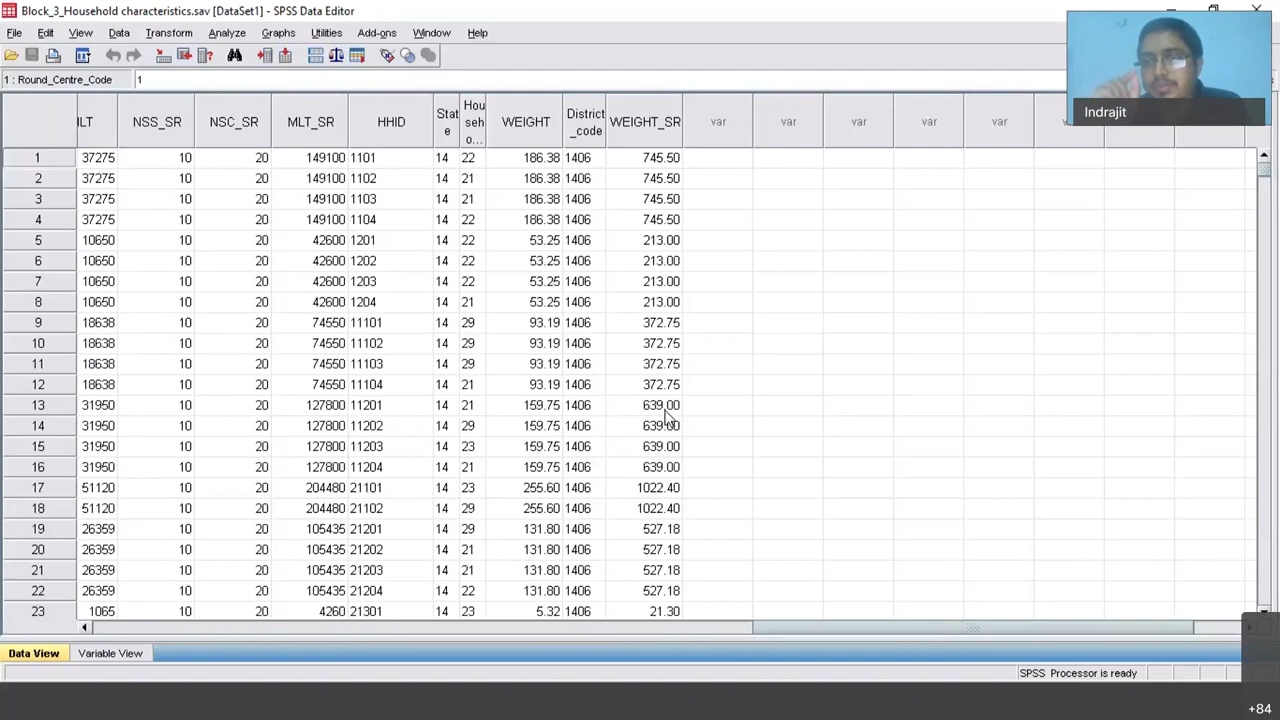 Block_3_Household characteristics.sav [DataSet1] - SPSS Data Editor
File Edit View Data Transform Analyze Graphs Utilities Add-ons Window Help
1 : Round_Centre_Code 1
Indrajit
ILT NSS_SR NSC_SR MLT_SR HHID Stat e Hou seh o... WEIGHT District _code WEIGHT_SR var var var var var
1 37275 10 20 149100 1101 14 22 186.38 1406 745.50
2 37275 10 20 149100 1102 14 21 186.38 1406 745.50
3 37275 10 20 149100 1103 14 21 186.38 1406 745.50
4 37275 10 20 149100 1104 14 22 186.38 1406 745.50
5 10650 10 20 42600 1201 14 22 53.25 1406 213.00
6 10650 10 20 42600 1202 14 22 53.25 1406 213.00
7 10650 10 20 42600 1203 14 22 53.25 1406 213.00
8 10650 10 20 42600 1204 14 21 53.25 1406 213.00
9 18638 10 20 74550 11101 14 29 93.19 1406 372.75
10 18638 10 20 74550 11102 14 29 93.19 1406 372.75
11 18638 10 20 74550 11103 14 29 93.19 1406 372.75
12 18638 10 20 74550 11104 14 21 93.19 1406 372.75
13 31950 10 20 127800 11201 14 21 159.75 1406 639.00
14 31950 10 20 127800 11202 14 29 159.75 1406 639.00
15 31950 10 20 127800 11203 14 23 159.75 1406 639.00
16 31950 10 20 127800 11204 14 21 159.75 1406 639.00
17 51120 10 20 204480 21101 14 23 255.60 1406 1022.40
18 51120 10 20 204480 21102 14 29 255.60 1406 1022.40
19 26359 10 20 105435 21201 14 29 131.80 1406 527.18
20 26359 10 20 105435 21202 14 21 131.80 1406 527.18
21 26359 10 20 105435 21203 14 21 131.80 1406 527.18
22 26359 10 20 105435 21204 14 22 131.80 1406 527.18
23 1065 10 20 4260 21301 14 23 5.32 1406 21.30
Data View Variable View
SPSS Processor is ready
+84